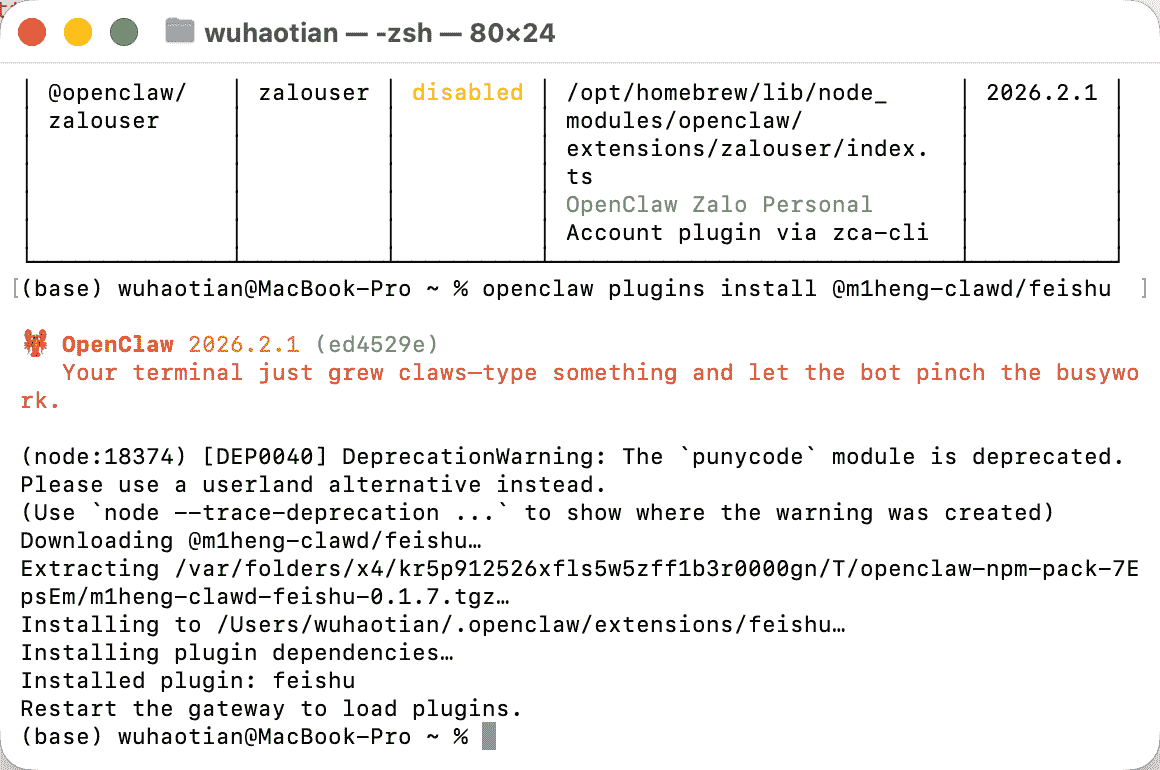 wuhaotian — -zsh — 80×24
@openclaw/ zalouser disabled /opt/homebrew/lib/node_ 2026.2.1
zalouser modules/openclaw/
extensions/zalouser/index.
ts
OpenClaw Zalo Personal
Account plugin via zca-cli
[(base) wuhaotian@MacBook-Pro ~ % openclaw plugins install @m1heng-clawd/feishu ]
🦞 OpenClaw 2026.2.1 (ed4529e)
Your terminal just grew claws—type something and let the bot pinch the busywo
rk.
(node:18374) [DEP0040] DeprecationWarning: The `punycode` module is deprecated.
Please use a userland alternative instead.
(Use `node --trace-deprecation ...` to show where the warning was created)
Downloading @m1heng-clawd/feishu…
Extracting /var/folders/x4/kr5p912526xfls5w5zff1b3r0000gn/T/openclaw-npm-pack-7E
psEm/m1heng-clawd-feishu-0.1.7.tgz…
Installing to /Users/wuhaotian/.openclaw/extensions/feishu…
Installing plugin dependencies…
Installed plugin: feishu
Restart the gateway to load plugins.
(base) wuhaotian@MacBook-Pro ~ %